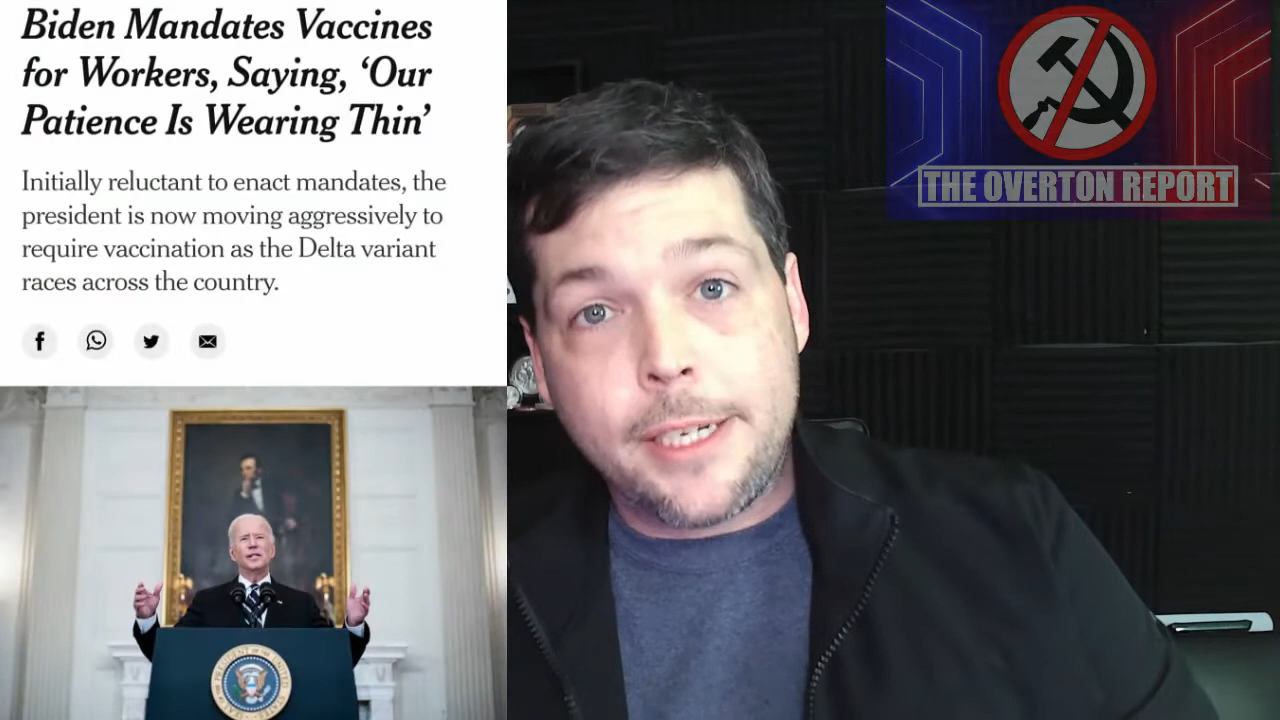 Biden Mandates Vaccines
for Workers, Saying, ‘Our
Patience Is Wearing Thin’
Initially reluctant to enact mandates, the
president is now moving aggressively to
require vaccination as the Delta variant
races across the country.
THE OVERTON REPORT